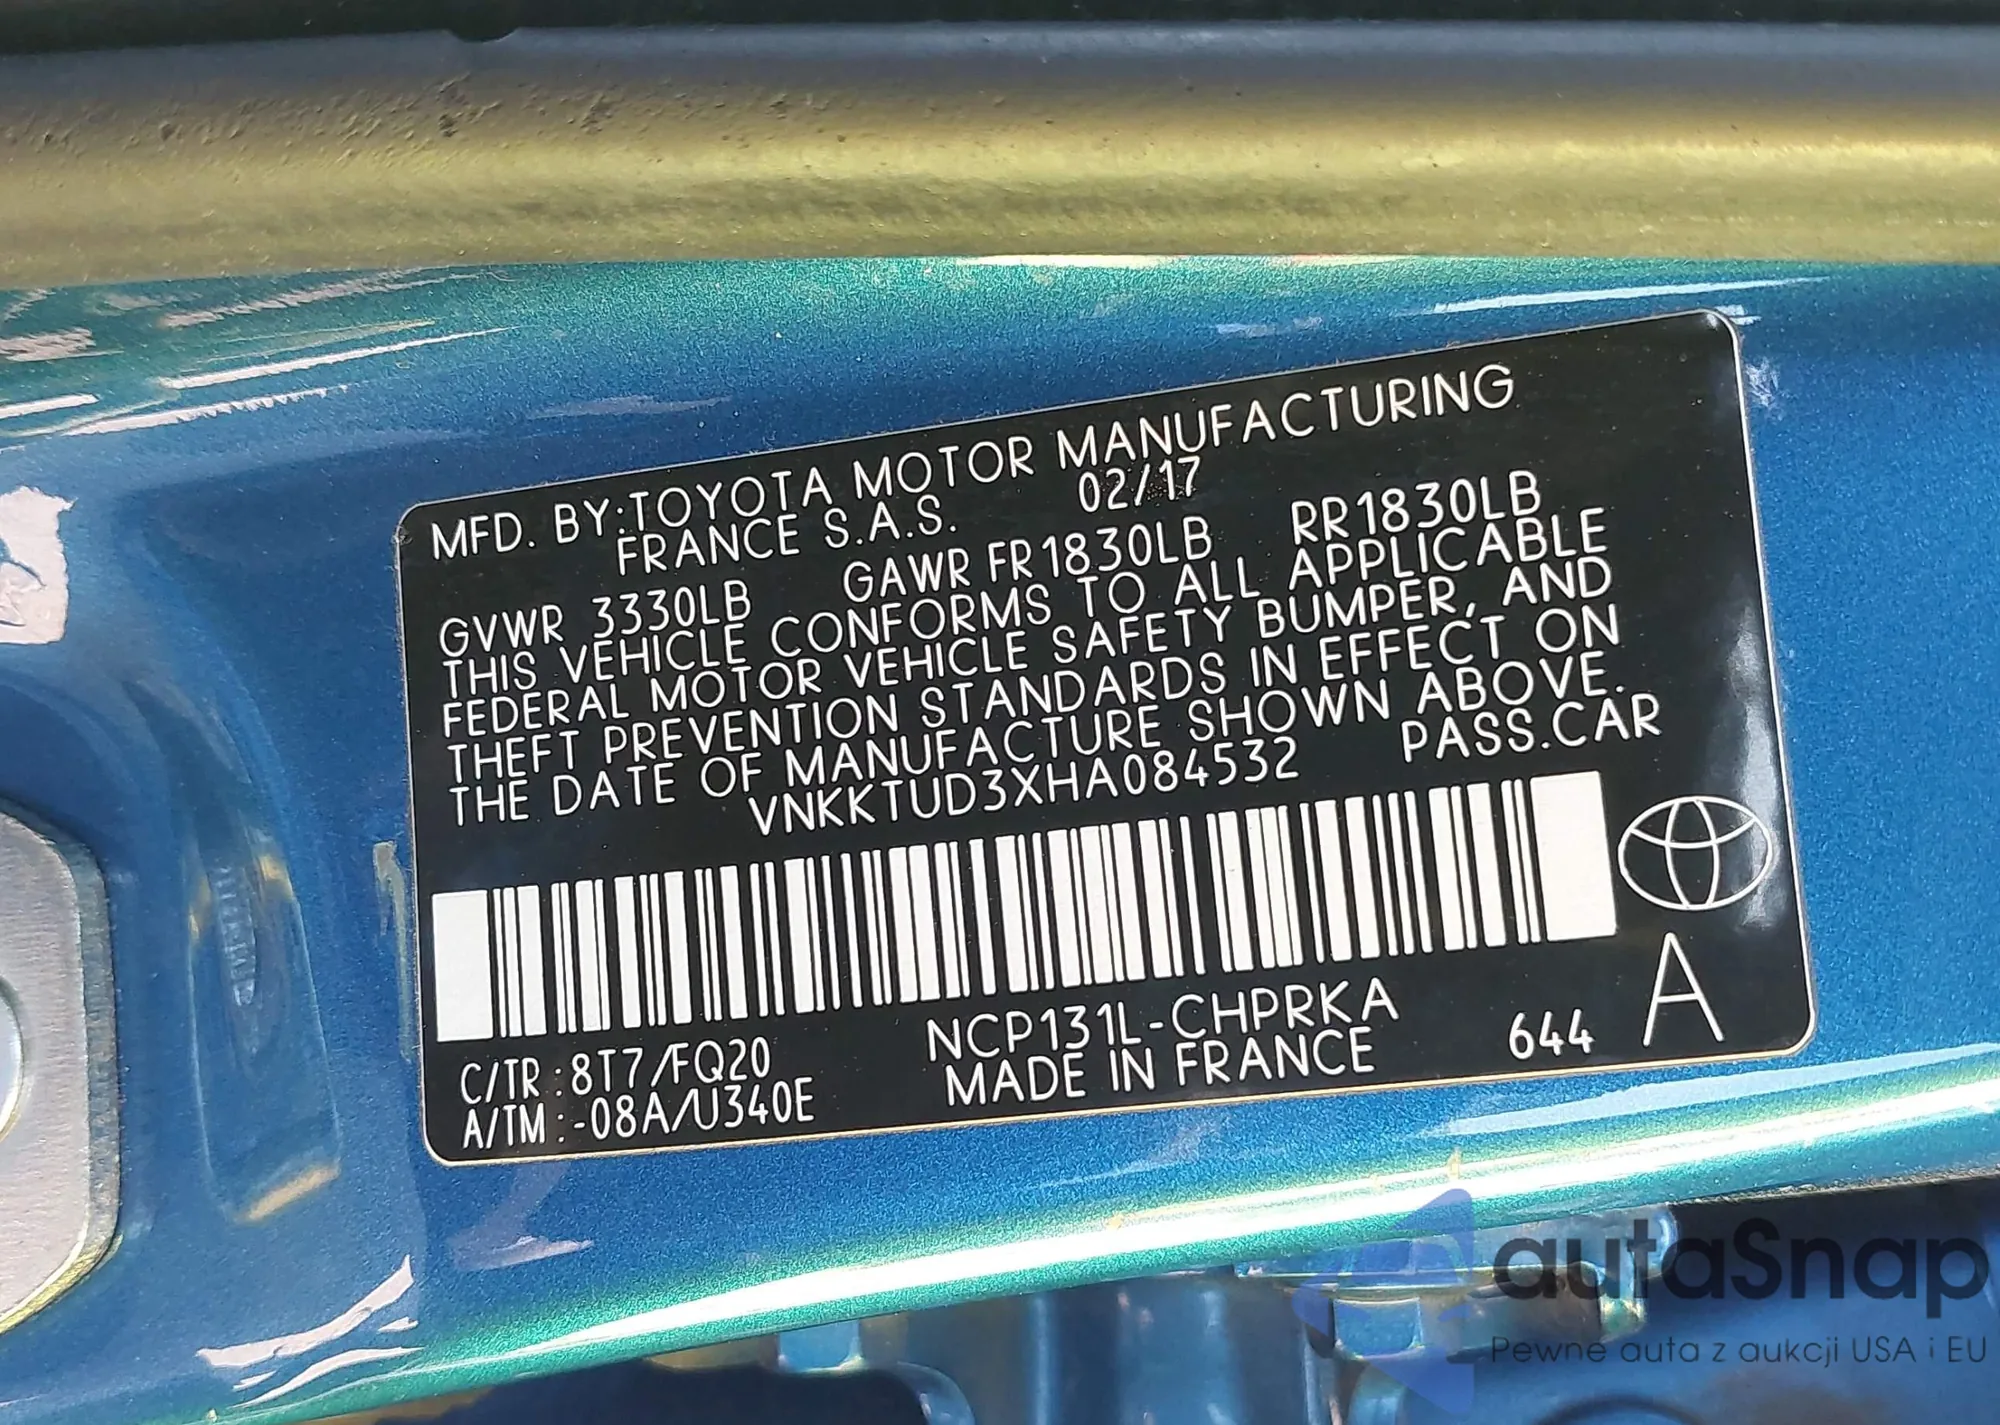 MFD. BY:TOYOTA MOTOR MANUFACTURING
FRANCE S.A.S. 02/17
GVWR 3330LB GAWR FR1830LB RR1830LB
THIS VEHICLE CONFORMS TO ALL APPLICABLE
FEDERAL MOTOR VEHICLE SAFETY BUMPER, AND
THEFT PREVENTION STANDARDS IN EFFECT ON
THE DATE OF MANUFACTURE SHOWN ABOVE.
VNKKTUD3XHA084532 PASS.CAR
NCP131L-CHPRKA
C/TR :8T7/FQ20 MADE IN FRANCE 644 A
A/TM :-08A/U340E
autaSnap
Pewne auta z aukcji USA i EU